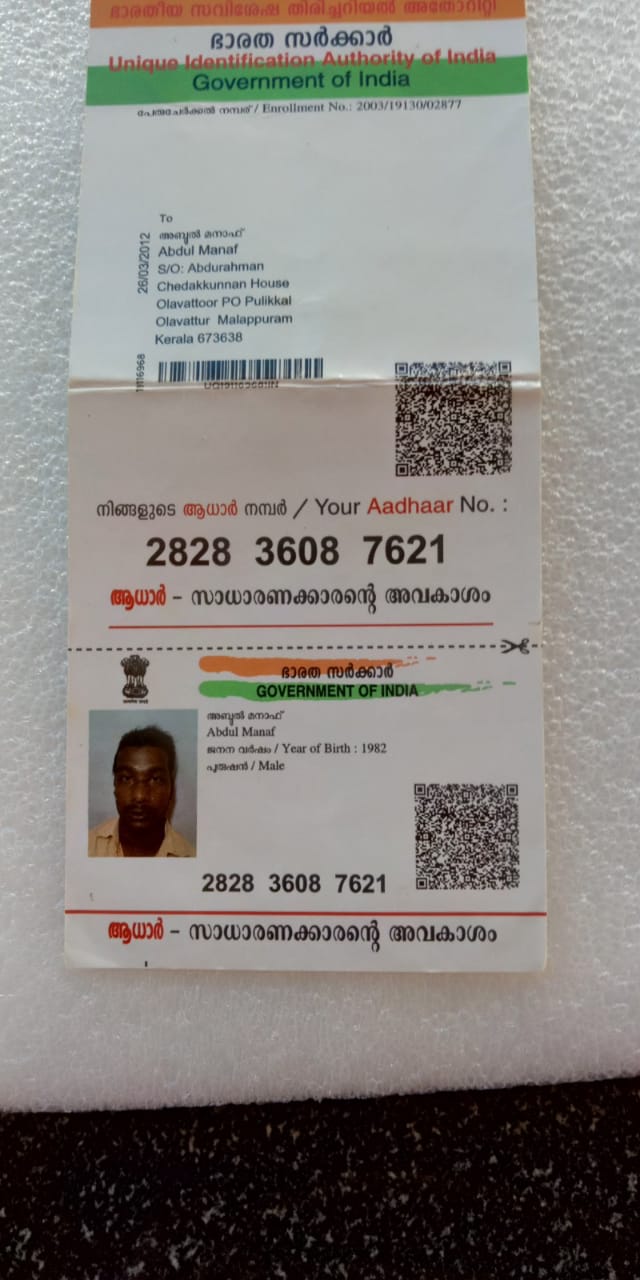 ഭാരതീയ സവിശേഷ തിരിച്ചറിയൽ അതോറിറ്റി
ഭാരത സർക്കാർ
Unique Identification Authority of India
Government of India
പേരുചേർക്കൽ നമ്പര് / Enrollment No.: 2003/19130/02877
26/03/2012
To
അബ്ദുൽ മനാഫ്
Abdul Manaf
S/O: Abdurahman
Chedakkunnan House
Olavattoor PO Pulikkal
Olavattur Malappuram
Kerala 673638
നിങ്ങളുടെ ആധാർ നമ്പർ / Your Aadhaar No. :
2828 3608 7621
ആധാർ – സാധാരണക്കാരന്റെ അവകാശം
ഭാരത സർക്കാർ
GOVERNMENT OF INDIA
അബ്ദുൽ മനാഫ്
Abdul Manaf
ജനന വർഷം / Year of Birth : 1982
പുരുഷൻ / Male
2828 3608 7621
ആധാർ – സാധാരണക്കാരന്റെ അവകാശം